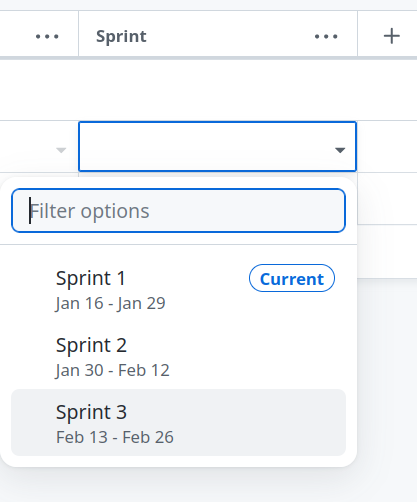 Sprint
Filter options
Sprint 1
Current
Jan 16 - Jan 29
Sprint 2
Jan 30 - Feb 12
Sprint 3
Feb 13 - Feb 26